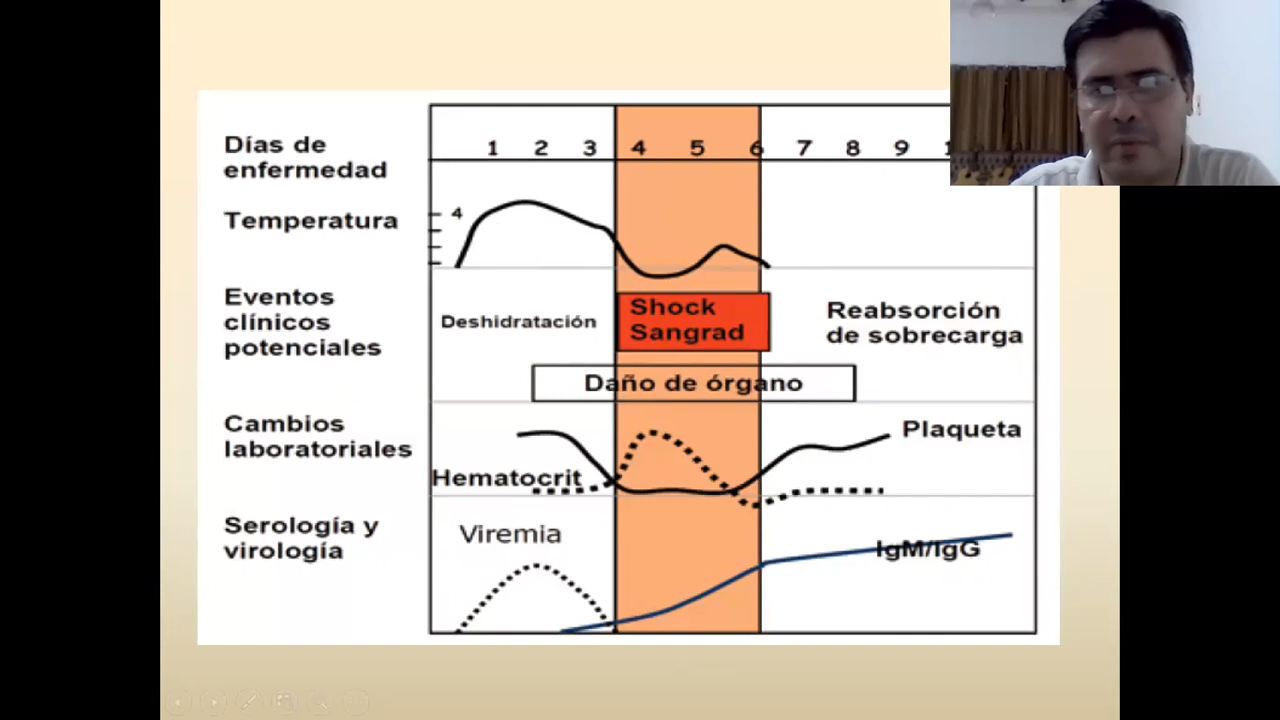 Días de
enfermedad
1 2 3 4 5 6 7 8 9 1
Temperatura
4
Eventos
clínicos
potenciales
Deshidratación
Shock
Sangrad
Reabsorción
de sobrecarga
Daño de órgano
Cambios
laboratoriales
Plaqueta
Hematocrit
Serología y
virología
Viremia
IgM/IgG